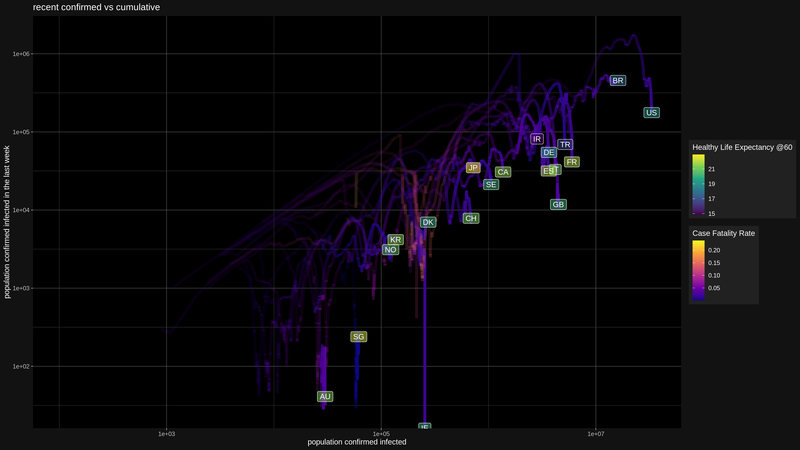 recent confirmed vs cumulative
1e+06
1e+05
1e+04
1e+03
1e+02
population confirmed infected in the last week
BR
US
IR
TR
DE
FR
JP
CA
ES
SE
GB
CH
DK
KR
NO
SG
AU
IE
1e+03
1e+05
1e+07
population confirmed infected
Healthy Life Expectancy @60
21
19
17
15
Case Fatality Rate
0.20
0.15
0.10
0.05